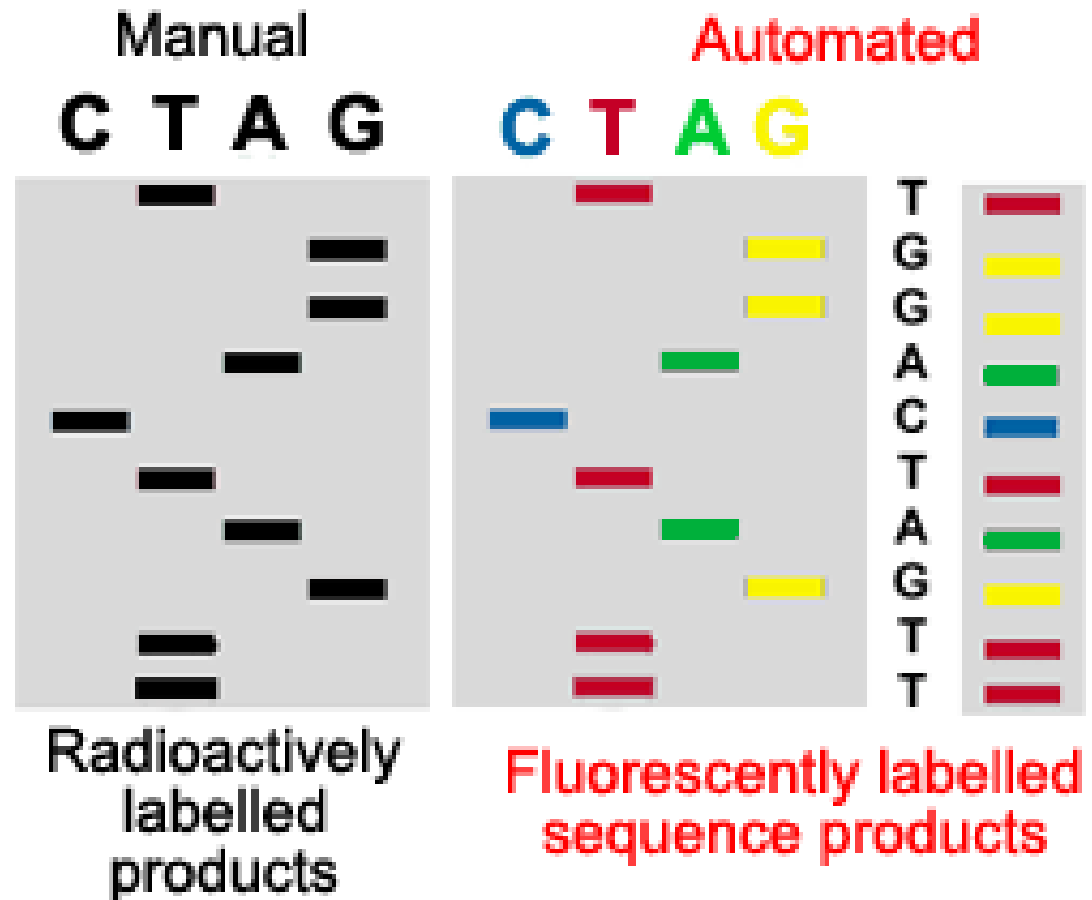 Manual
C T A G
Radioactively
labelled
products
Automated
C T A G
T
G
G
A
C
T
A
G
T
T
Fluorescently labelled
sequence products